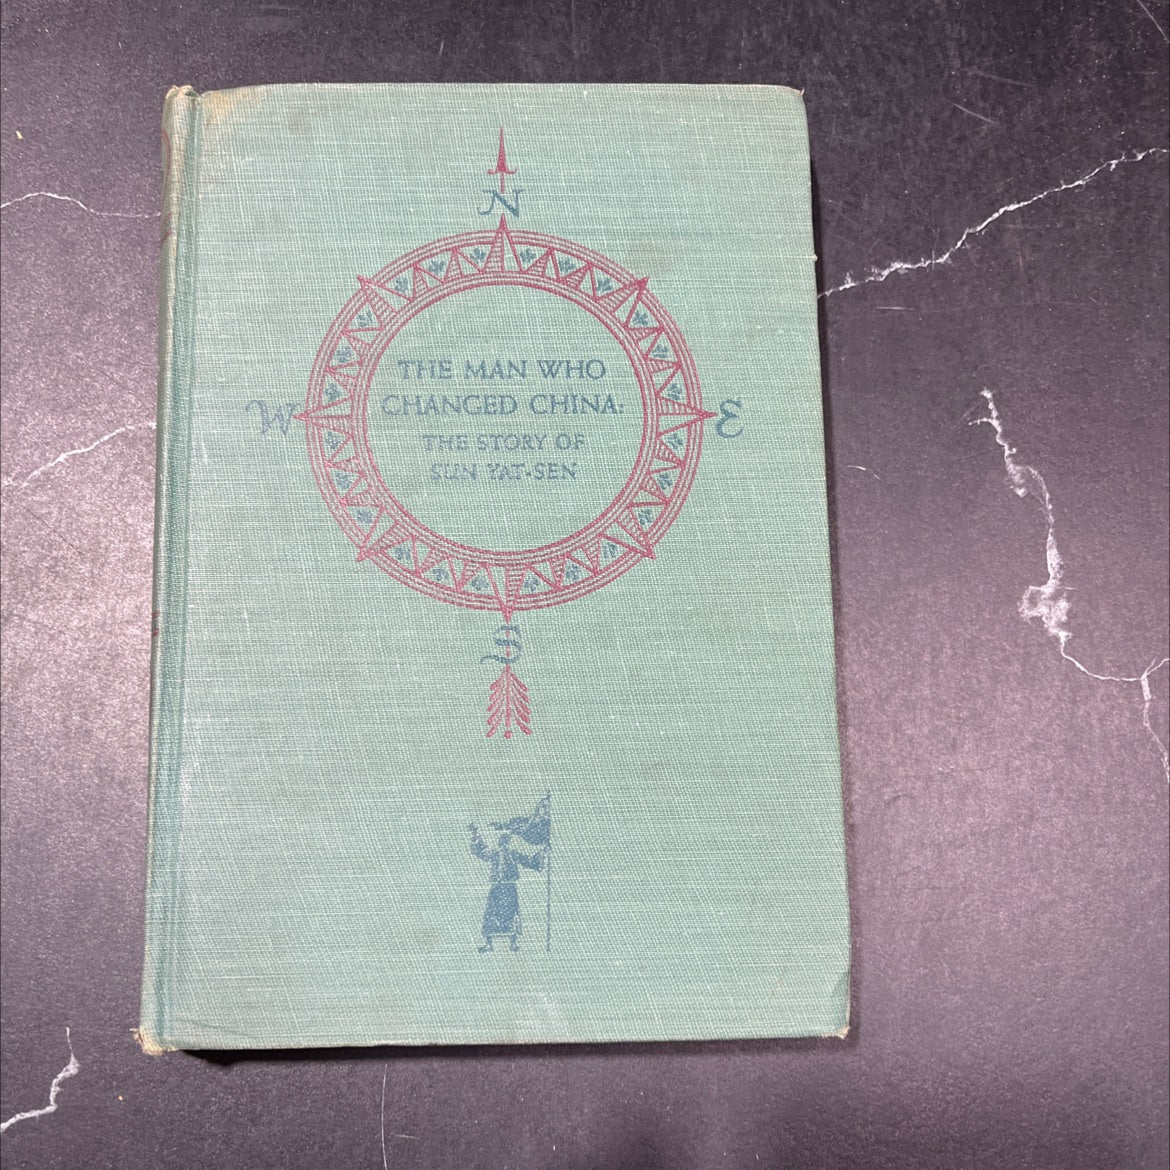 N
W
E
THE MAN WHO
CHANGED CHINA:
THE STORY OF
SUN YAT-SEN
S